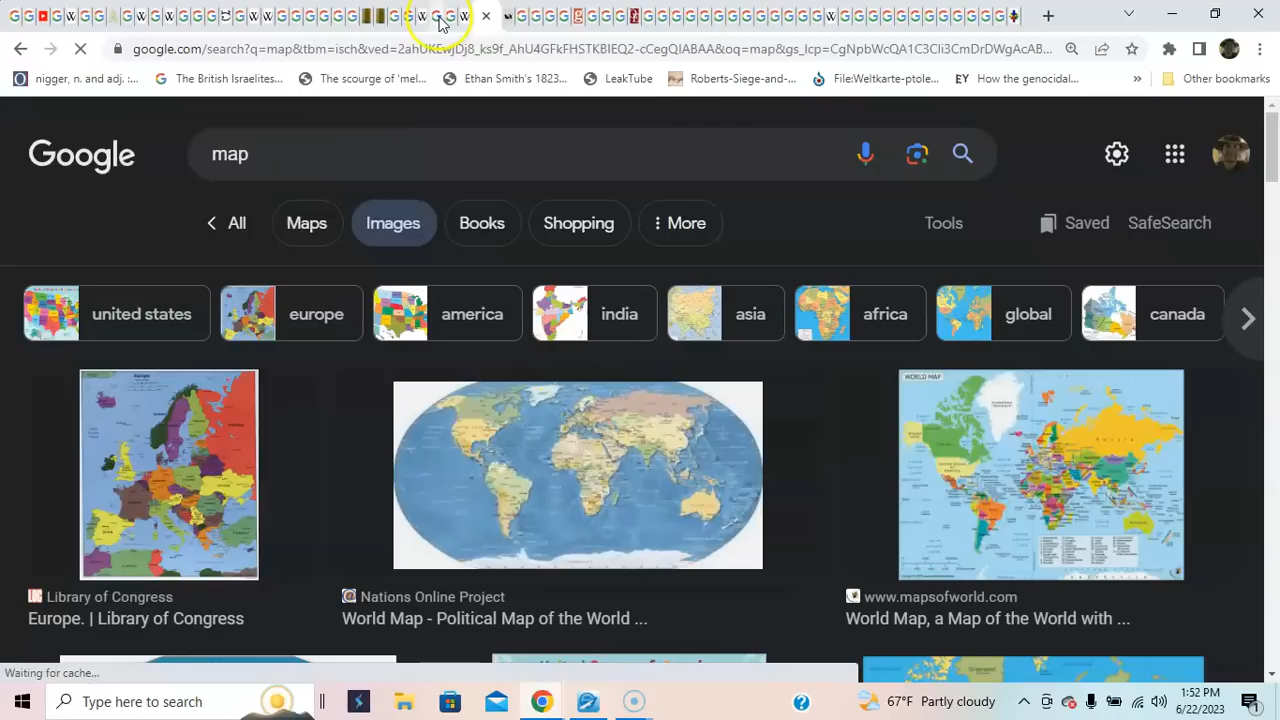 google.com/search?q=map&tbm=isch&ved=2ahUKEwjDj8_ks9f_AhU4GFkFHSTKBIEQ2-cCegQIABAA&oq=map&gs_lcp=CgNpbWcQA1C3Cli3CmDrDWgAcAB...
nigger, n. and adj. :... The British Israelites... The scourge of 'mel... Ethan Smith's 1823... LeakTube Roberts-Siege-and-... File:Weltkarte-ptole... EY How the genocidal... » Other bookmarks
Google map
All Maps Images Books Shopping More Tools Saved SafeSearch
united states europe america india asia africa global canada
WORLD MAP
Library of Congress Nations Online Project www.mapsofworld.com
Europe. | Library of Congress World Map - Political Map of the World ... World Map, a Map of the World with ...
Waiting for cache...
Type here to search 67°F Partly cloudy 1:52 PM
6/22/2023